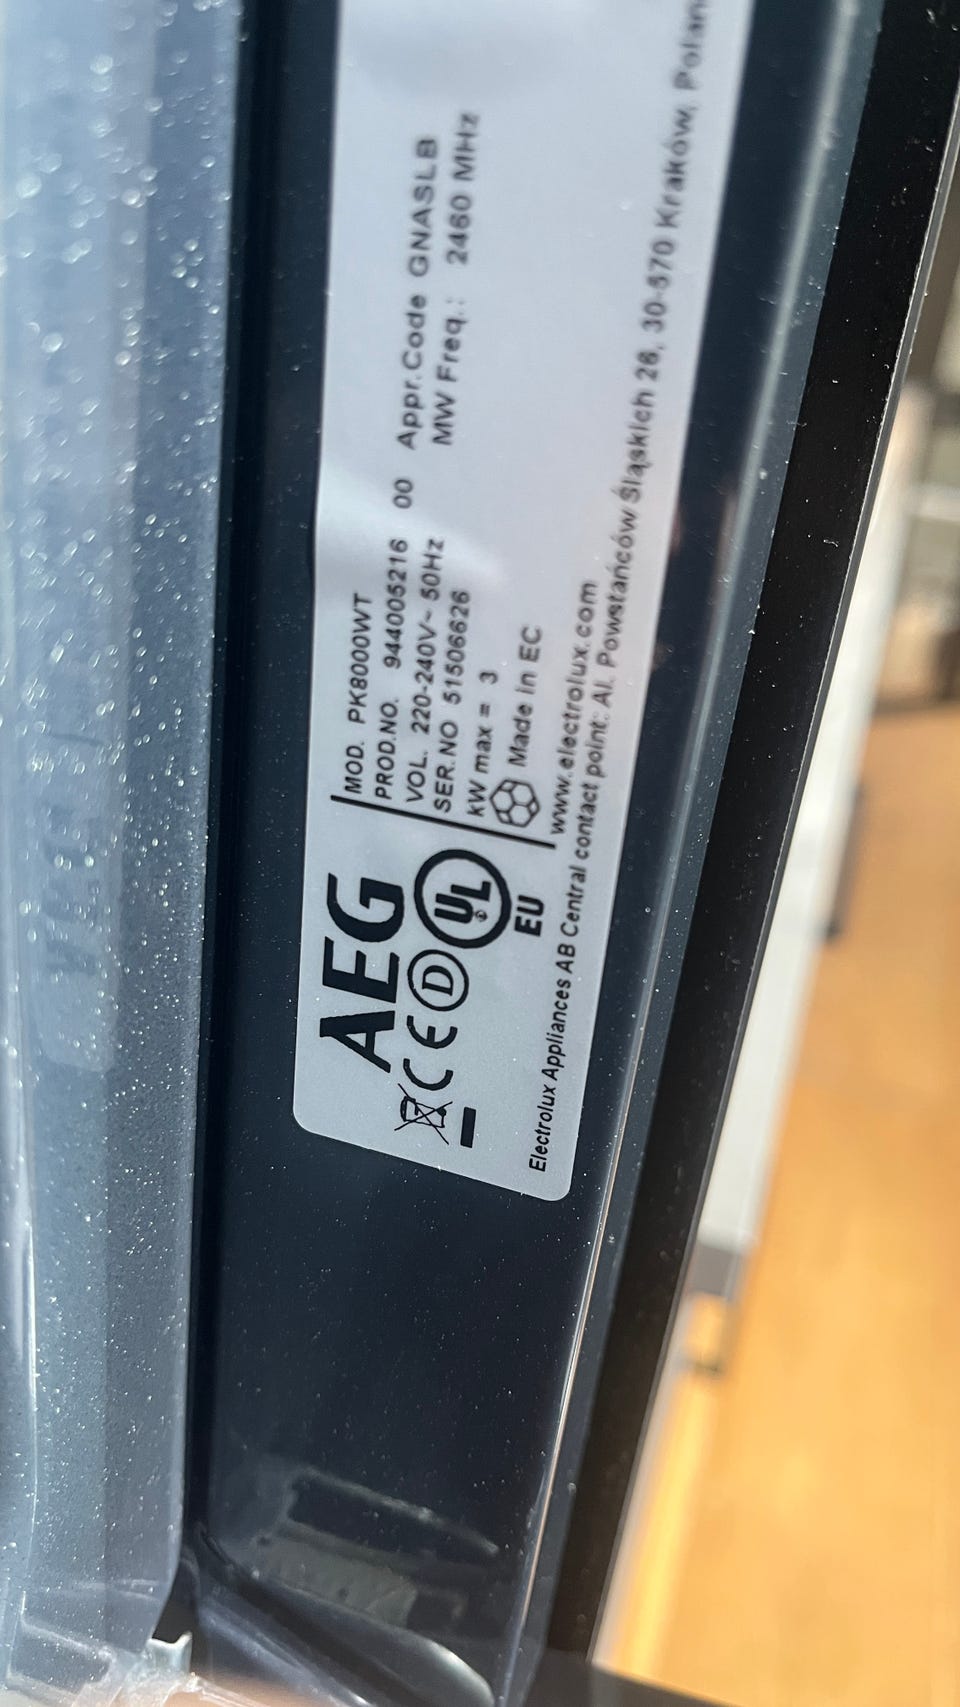 AEG
CE D UL
EU
MOD. PK8000WT
PROD.NO. 944005216 00 Appr.Code GNASLB
VOL. 220-240V~ 50Hz MW Freq.: 2460 MHz
SER.NO 51506626
kW max = 3
Made in EC
www.electrolux.com
Electrolux Appliances AB Central contact point: Al. Powstańców Śląskich 26, 30-570 Kraków, Polan